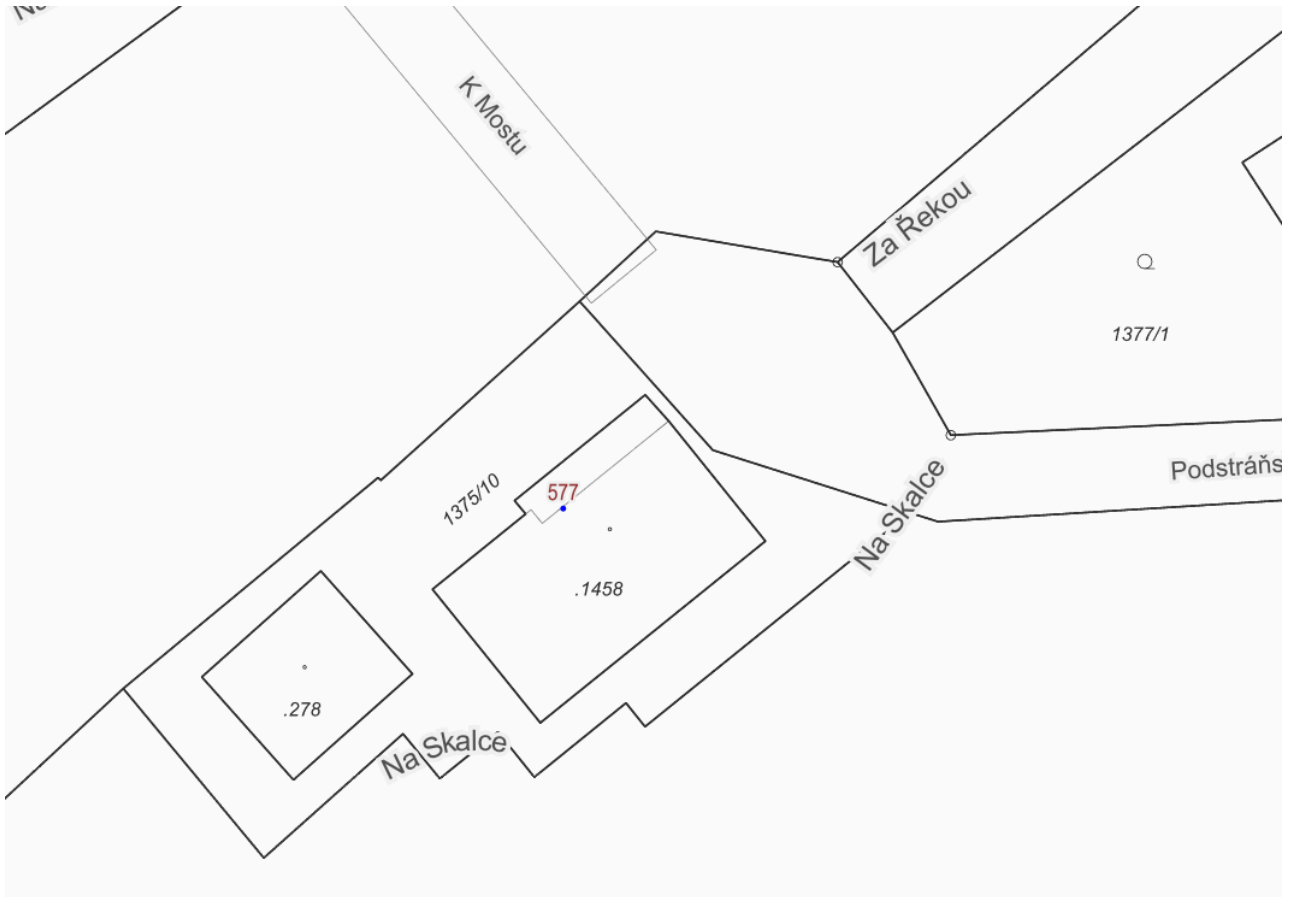 K Mostu
Za Řekou
1377/1
Na Skalce
Podstráňs
577
1375/10
.1458
.278
Na Skalce